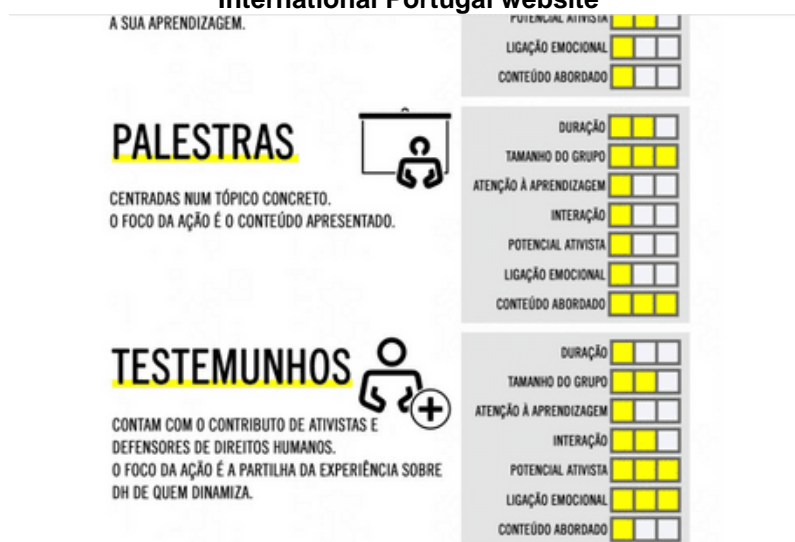 International Portugal website
A SUA APRENDIZAGEM.
POTENCIAL ATIVISTA
LIGAÇÃO EMOCIONAL
CONTEÚDO ABORDADO
PALESTRAS
CENTRADAS NUM TÓPICO CONCRETO.
O FOCO DA AÇÃO É O CONTEÚDO APRESENTADO.
DURAÇÃO
TAMANHO DO GRUPO
ATENÇÃO À APRENDIZAGEM
INTERAÇÃO
POTENCIAL ATIVISTA
LIGAÇÃO EMOCIONAL
CONTEÚDO ABORDADO
TESTEMUNHOS
CONTAM COM O CONTRIBUTO DE ATIVISTAS E
DEFENSORES DE DIREITOS HUMANOS.
O FOCO DA AÇÃO É A PARTILHA DA EXPERIÊNCIA SOBRE
DH DE QUEM DINAMIZA.
DURAÇÃO
TAMANHO DO GRUPO
ATENÇÃO À APRENDIZAGEM
INTERAÇÃO
POTENCIAL ATIVISTA
LIGAÇÃO EMOCIONAL
CONTEÚDO ABORDADO